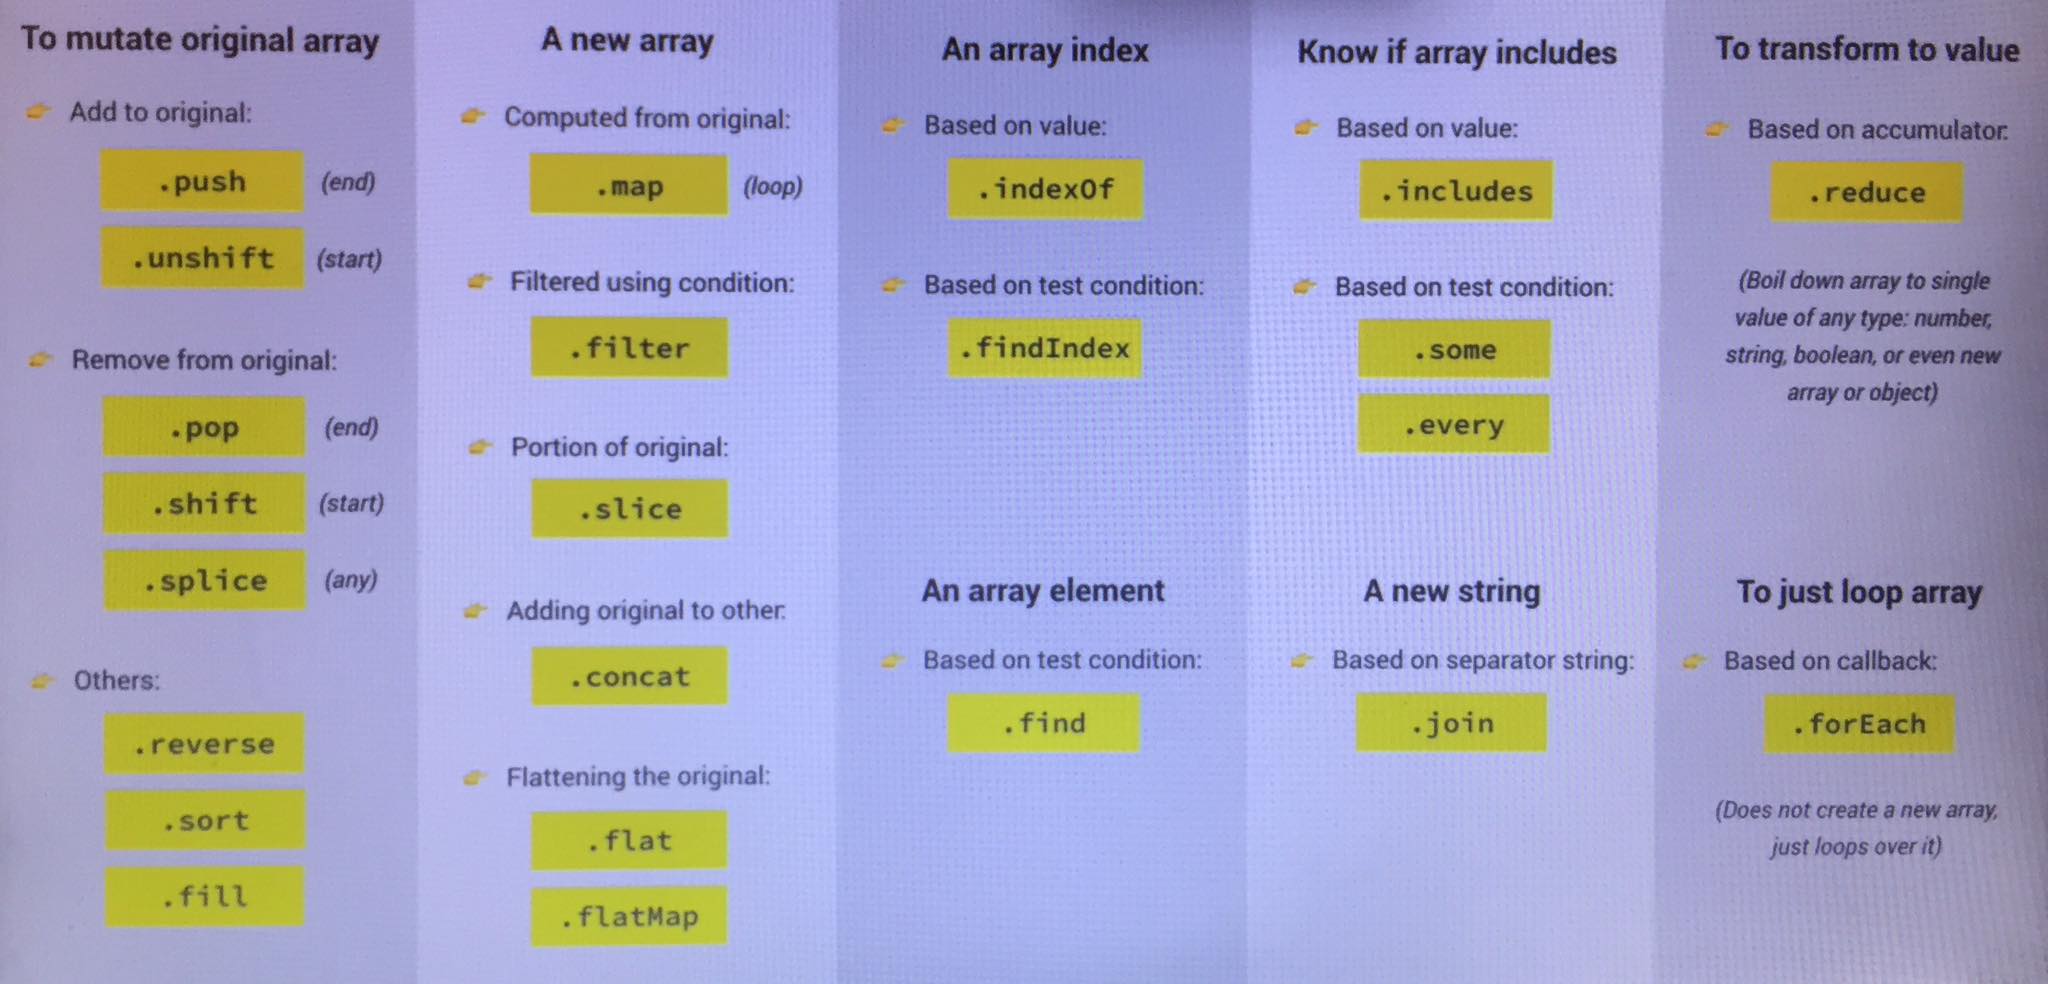 To mutate original array
Add to original:
.push (end)
.unshift (start)
Remove from original:
.pop (end)
.shift (start)
.splice (any)
Others:
.reverse
.sort
.fill
A new array
Computed from original:
.map (loop)
Filtered using condition:
.filter
Portion of original:
.slice
Adding original to other:
.concat
Flattening the original:
.flat
.flatMap
An array index
Based on value:
.indexOf
Based on test condition:
.findIndex
An array element
Based on test condition:
.find
Know if array includes
Based on value:
.includes
Based on test condition:
.some
.every
A new string
Based on separator string:
.join
To transform to value
Based on accumulator:
.reduce
(Boil down array to single
value of any type: number,
string, boolean, or even new
array or object)
To just loop array
Based on callback:
.forEach
(Does not create a new array,
just loops over it)